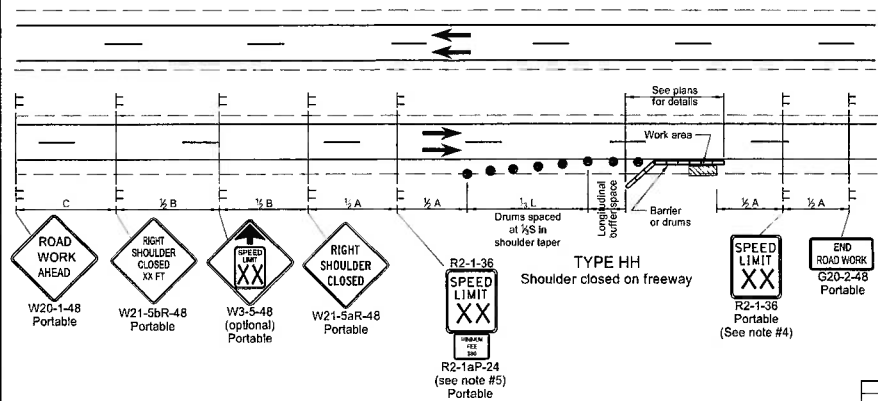 See plans
for details
Work area
C
½ B
½ B
½ A
½ A
⅓ L
Longitudinal
buffer space
½ A
½ A
Drums spaced
at ½S in
shoulder taper
Barrier
or drums
TYPE HH
Shoulder closed on freeway
ROAD
WORK
AHEAD
W20-1-48
Portable
RIGHT
SHOULDER
CLOSED
XX FT
W21-5bR-48
Portable
SPEED
LIMIT
XX
W3-5-48
(optional)
Portable
RIGHT
SHOULDER
CLOSED
W21-5aR-48
Portable
R2-1-36
SPEED
LIMIT
XX
MINIMUM
FEE
$80
R2-1aP-24
(see note #5)
Portable
SPEED
LIMIT
XX
R2-1-36
Portable
(See note #4)
END
ROAD WORK
G20-2-48
Portable